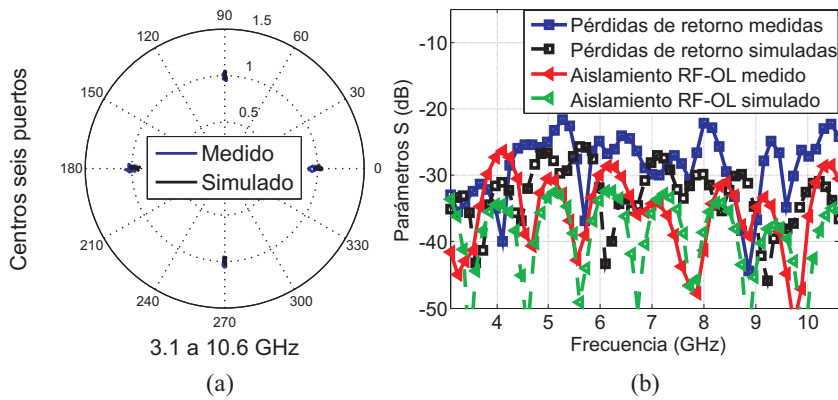 Centros seis puertos
90
1.5
120
60
1
150
30
0.5
Medido
Simulado
180
0
210
330
240
300
270
3.1 a 10.6 GHz
(a)
Pérdidas de retorno medidas
Pérdidas de retorno simuladas
Aislamiento RF-OL medido
Aislamiento RF-OL simulado
Parámetros S (dB)
-10
-20
-30
-40
-50
4 5 6 7 8 9 10
Frecuencia (GHz)
(b)